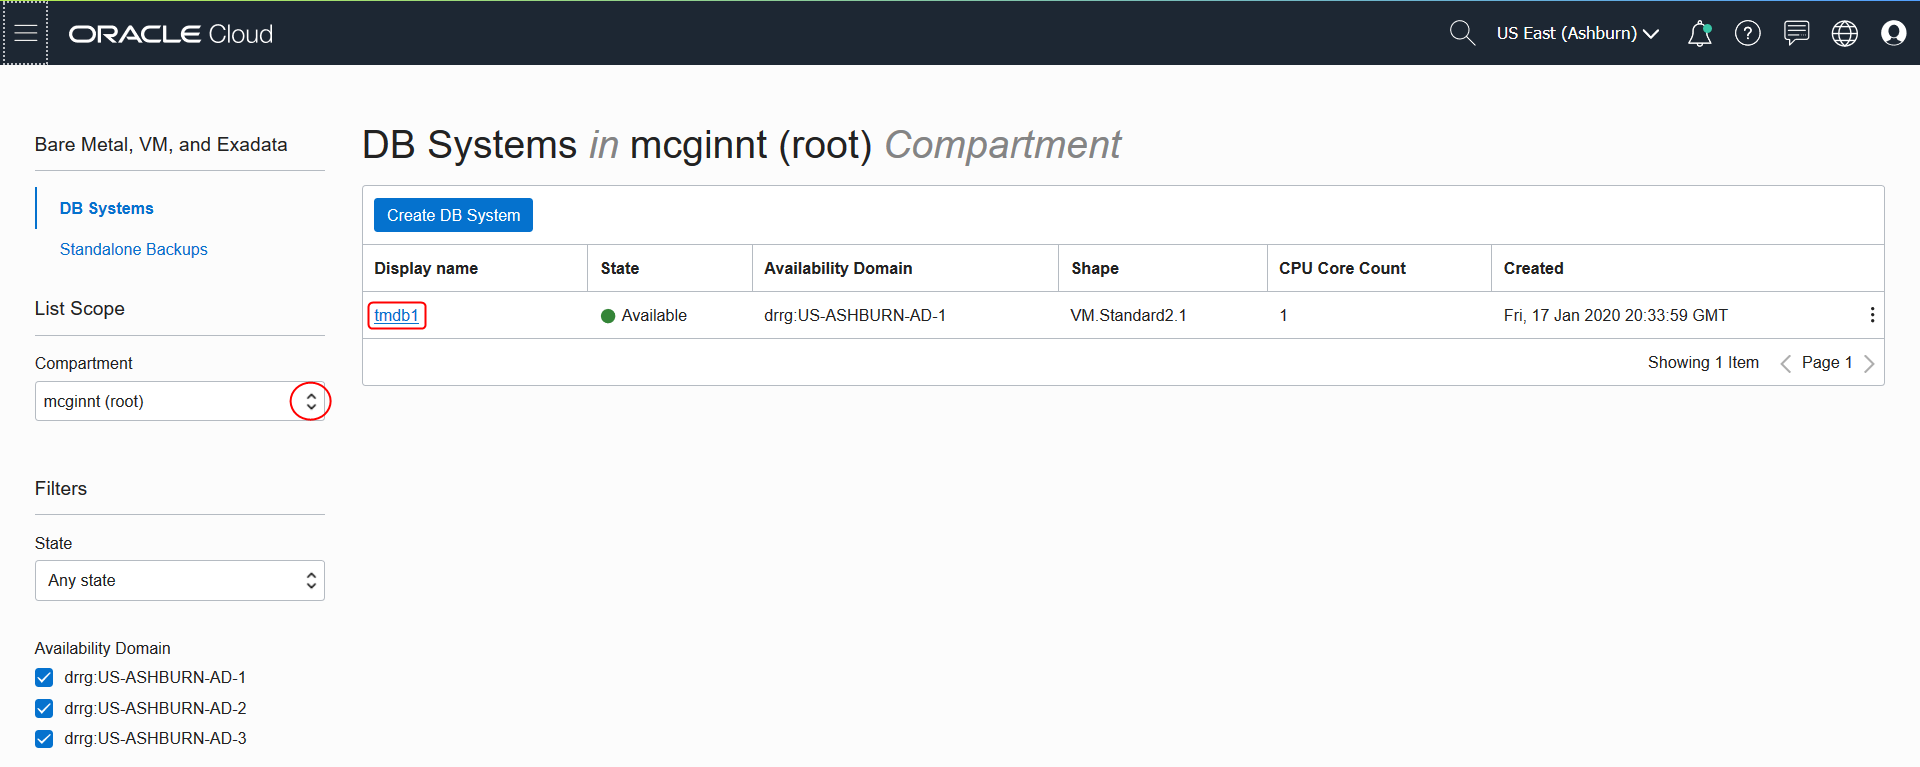 ORACLE Cloud
US East (Ashburn)
Bare Metal, VM, and Exadata
DB Systems
Standalone Backups
List Scope
Compartment
mcginnt (root)
Filters
State
Any state
Availability Domain
drrg:US-ASHBURN-AD-1
drrg:US-ASHBURN-AD-2
drrg:US-ASHBURN-AD-3
DB Systems in mcginnt (root) Compartment
Create DB System
Display name State Availability Domain Shape CPU Core Count Created
tmdb1 Available drrg:US-ASHBURN-AD-1 VM.Standard2.1 1 Fri, 17 Jan 2020 20:33:59 GMT
Showing 1 Item Page 1